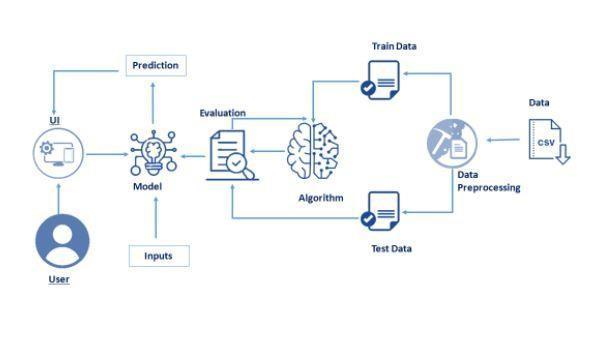 Train Data
Prediction
Data
Evaluation
UI
CSV
Model
Algorithm
Data
Preprocessing
Inputs
Test Data
User